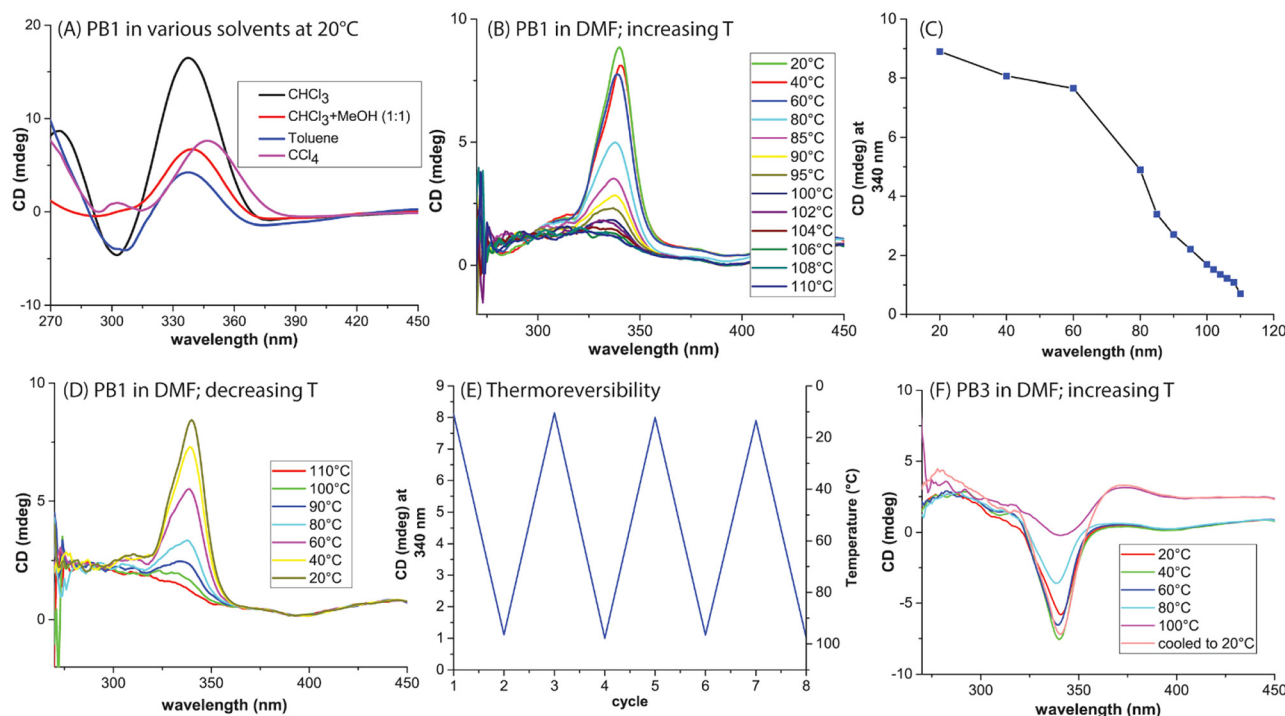 (A) PB1 in various solvents at 20°C
CD (mdeg)
20
10
0
-10
CHCl3
CHCl3+MeOH (1:1)
Toluene
CCl4
270 300 330 360 390 420 450
wavelength (nm)
(B) PB1 in DMF; increasing T
CD (mdeg)
10
5
0
20°C
40°C
60°C
80°C
85°C
90°C
95°C
100°C
102°C
104°C
106°C
108°C
110°C
300 350 400 450
wavelength (nm)
(C)
CD (mdeg) at
340 nm
10
8
6
4
2
0
20 40 60 80 100 120
wavelength (nm)
(D) PB1 in DMF; decreasing T
CD (mdeg)
10
5
0
110°C
100°C
90°C
80°C
60°C
40°C
20°C
300 350 400 450
wavelength (nm)
(E) Thermoreversibility
CD (mdeg) at
340 nm
9
8
7
6
5
4
3
2
1
0
1 2 3 4 5 6 7 8
cycle
0
10
20
30
40
50
60
70
80
90
100
Temperature (°C)
(F) PB3 in DMF; increasing T
CD (mdeg)
10
5
0
-5
-10
20°C
40°C
60°C
80°C
100°C
cooled to 20°C
300 350 400 450
wavelength (nm)